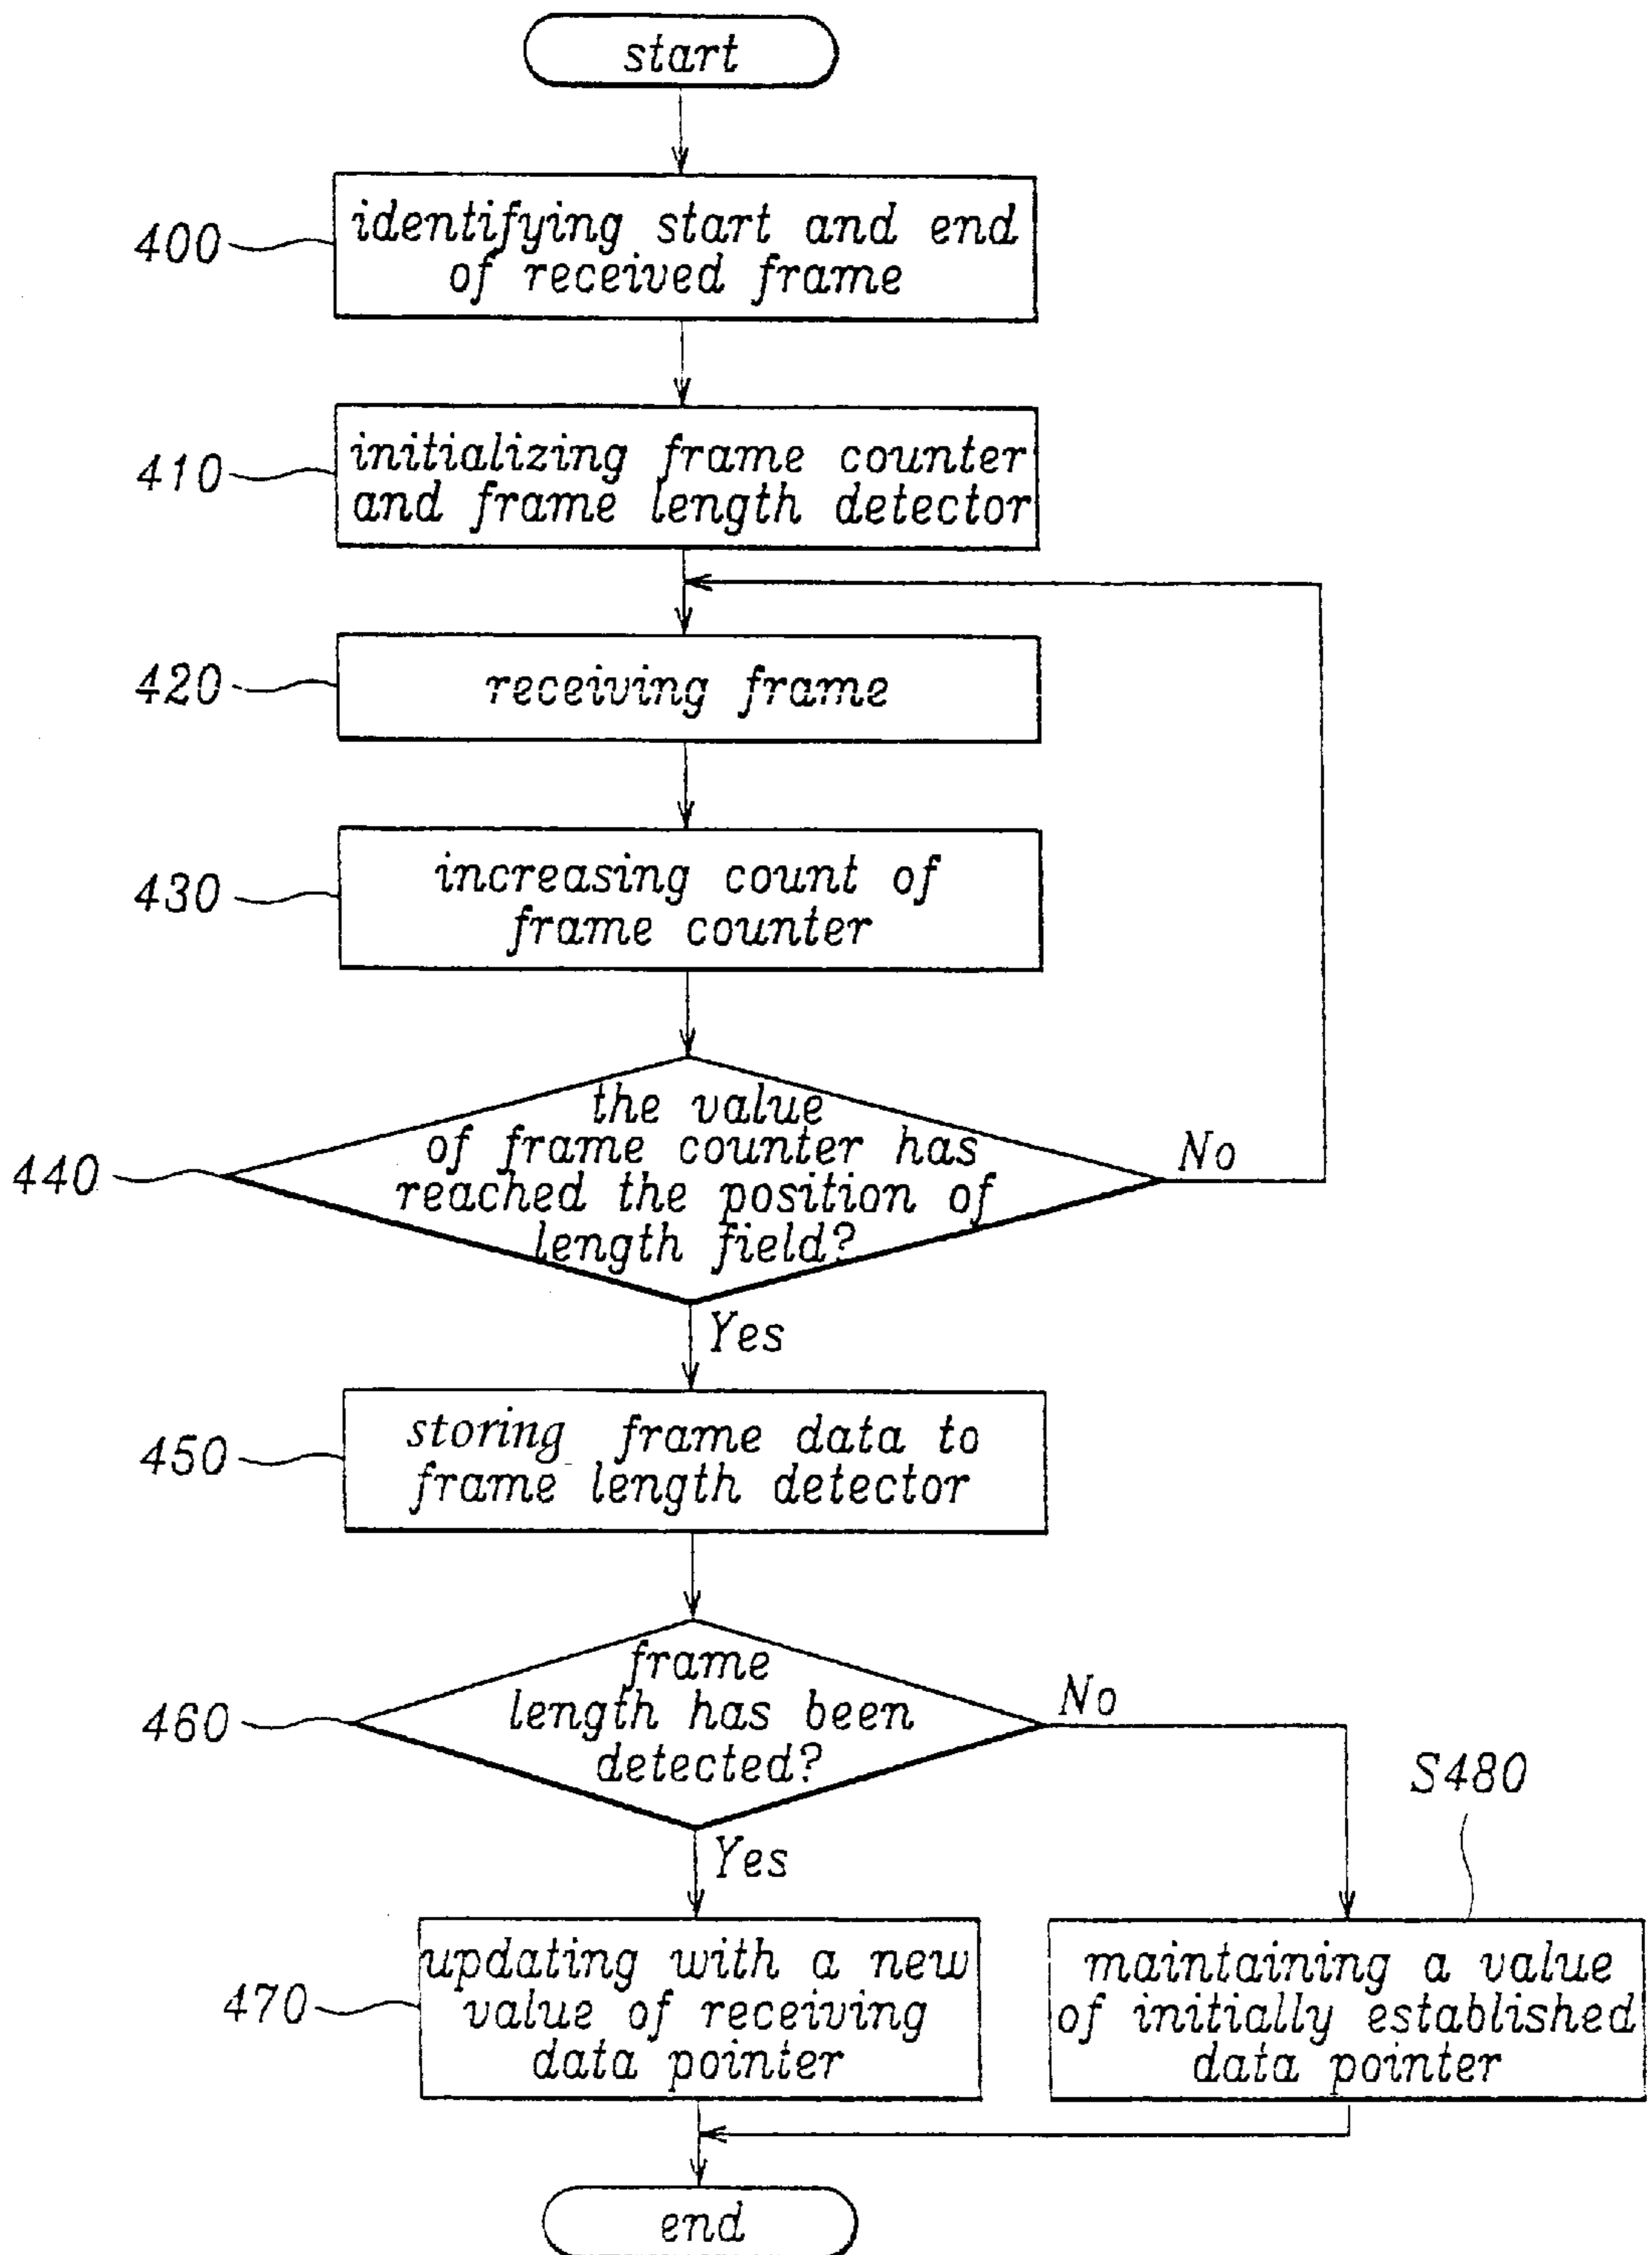 start
400
identifying start and end
of received frame
410
initializing frame counter
and frame length detector
420
receiving frame
430
increasing count of
frame counter
440
the value
of frame counter has
reached the position of
length field?
No
Yes
450
storing frame data to
frame length detector
460
frame
length has been
detected?
No
S480
Yes
470
updating with a new
value of receiving
data pointer
maintaining a value
of initially established
data pointer
end